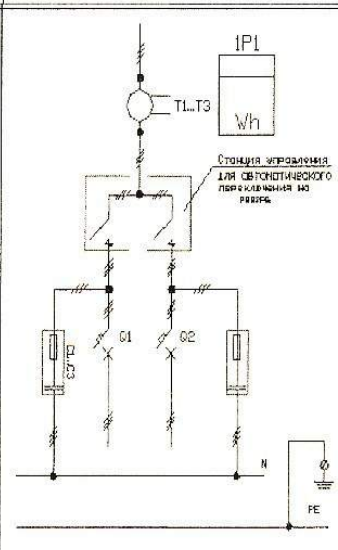 1P1
T1...T3
Wh
Станция управления
для автоматического
переключения на
резерв
Q1
Q2
N
PE